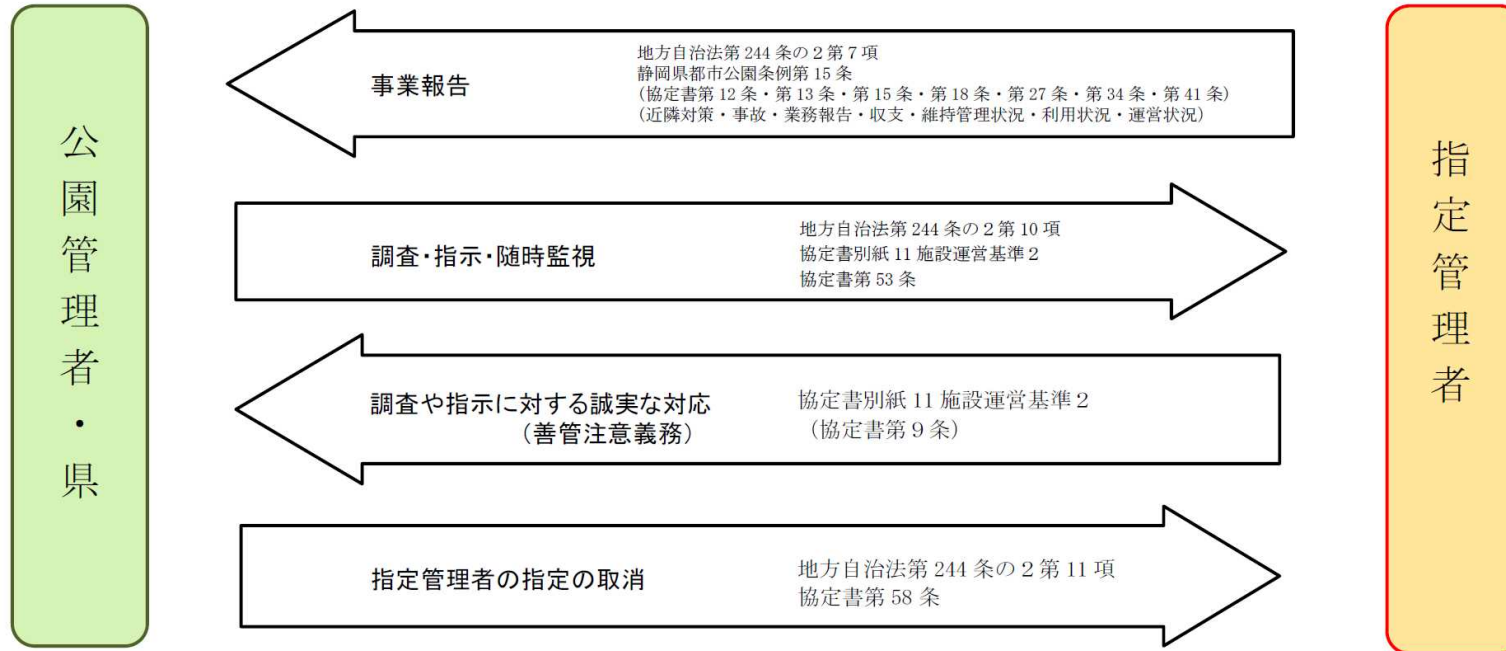 公園管理者・県
事業報告
地方自治法第 244 条の 2 第 7 項
静岡県都市公園条例第 15 条
(協定書第 12 条・第 13 条・第 15 条・第 18 条・第 27 条・第 34 条・第 41 条)
(近隣対策・事故・業務報告・収支・維持管理状況・利用状況・運営状況)
調査・指示・随時監視
地方自治法第 244 条の 2 第 10 項
協定書別紙 11 施設運営基準 2
協定書第 53 条
調査や指示に対する誠実な対応
(善管注意義務)
協定書別紙 11 施設運営基準 2
(協定書第 9 条)
指定管理者の指定の取消
地方自治法第 244 条の 2 第 11 項
協定書第 58 条
指定管理者